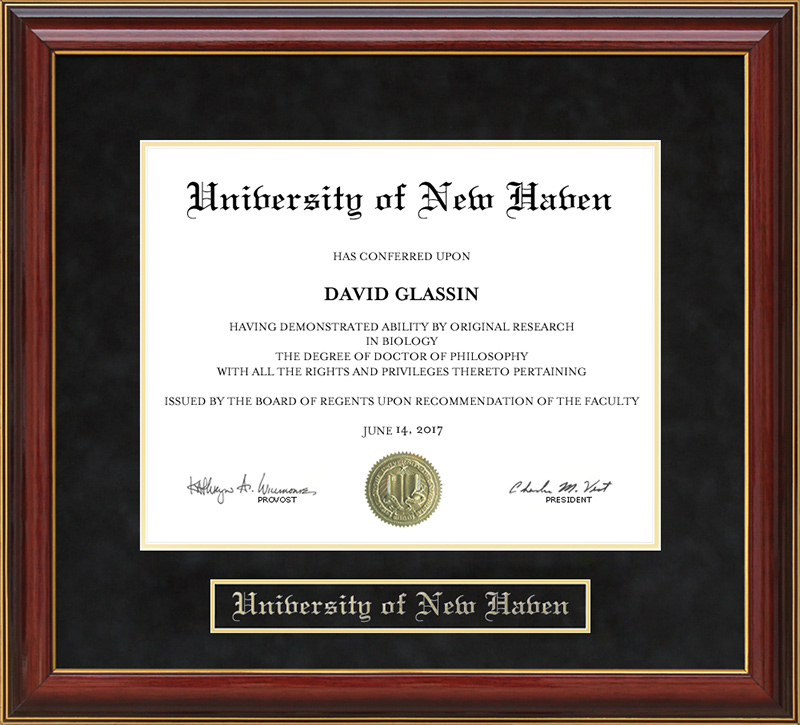 University of New Haven
HAS CONFERRED UPON
DAVID GLASSIN
HAVING DEMONSTRATED ABILITY BY ORIGINAL RESEARCH
IN BIOLOGY
THE DEGREE OF DOCTOR OF PHILOSOPHY
WITH ALL THE RIGHTS AND PRIVILEGES THERETO PERTAINING
ISSUED BY THE BOARD OF REGENTS UPON RECOMMENDATION OF THE FACULTY
JUNE 14, 2017
Charles M. Vest
PROVOST
PRESIDENT
University of New Haven